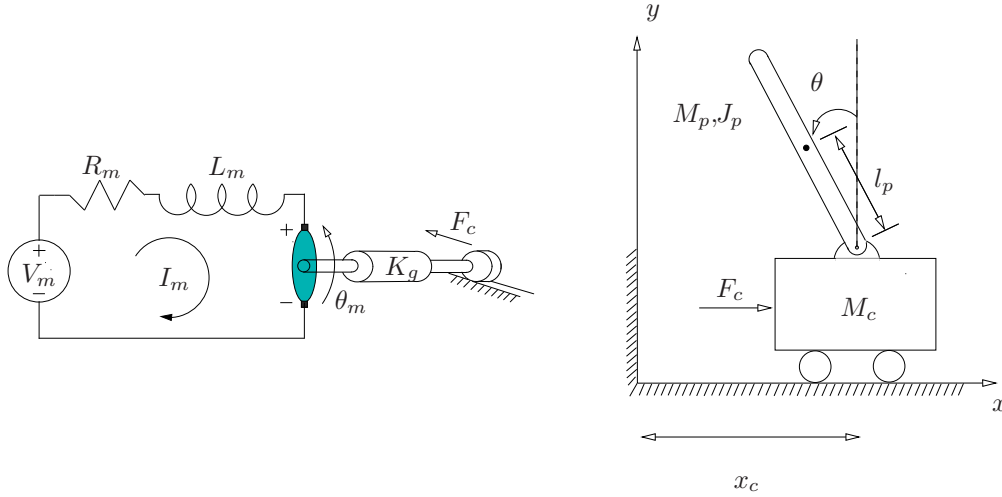 R_m
L_m
+
V_m
−
I_m
+
−
θ_m
K_g
F_c
y
θ
M_p,J_p
l_p
F_c
M_c
x
x_c